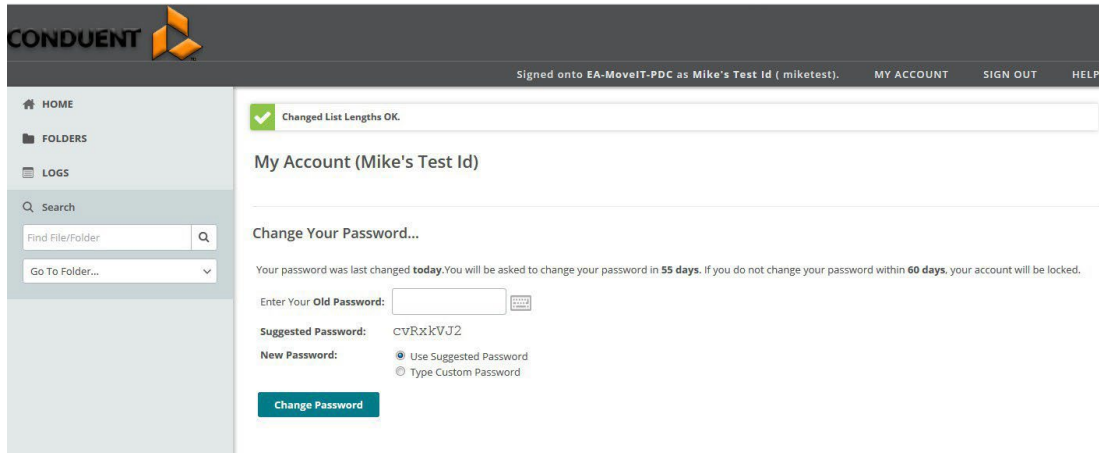 CONDUENT
Signed onto EA-MoveIT-PDC as Mike's Test Id ( miketest). MY ACCOUNT SIGN OUT HELP
HOME
FOLDERS
LOGS
Search
Find File/Folder
Go To Folder...
Changed List Lengths OK.
My Account (Mike's Test Id)
Change Your Password...
Your password was last changed today.You will be asked to change your password in 55 days. If you do not change your password within 60 days, your account will be locked.
Enter Your Old Password:
Suggested Password: cvRxkVJ2
New Password: Use Suggested Password
Type Custom Password
Change Password